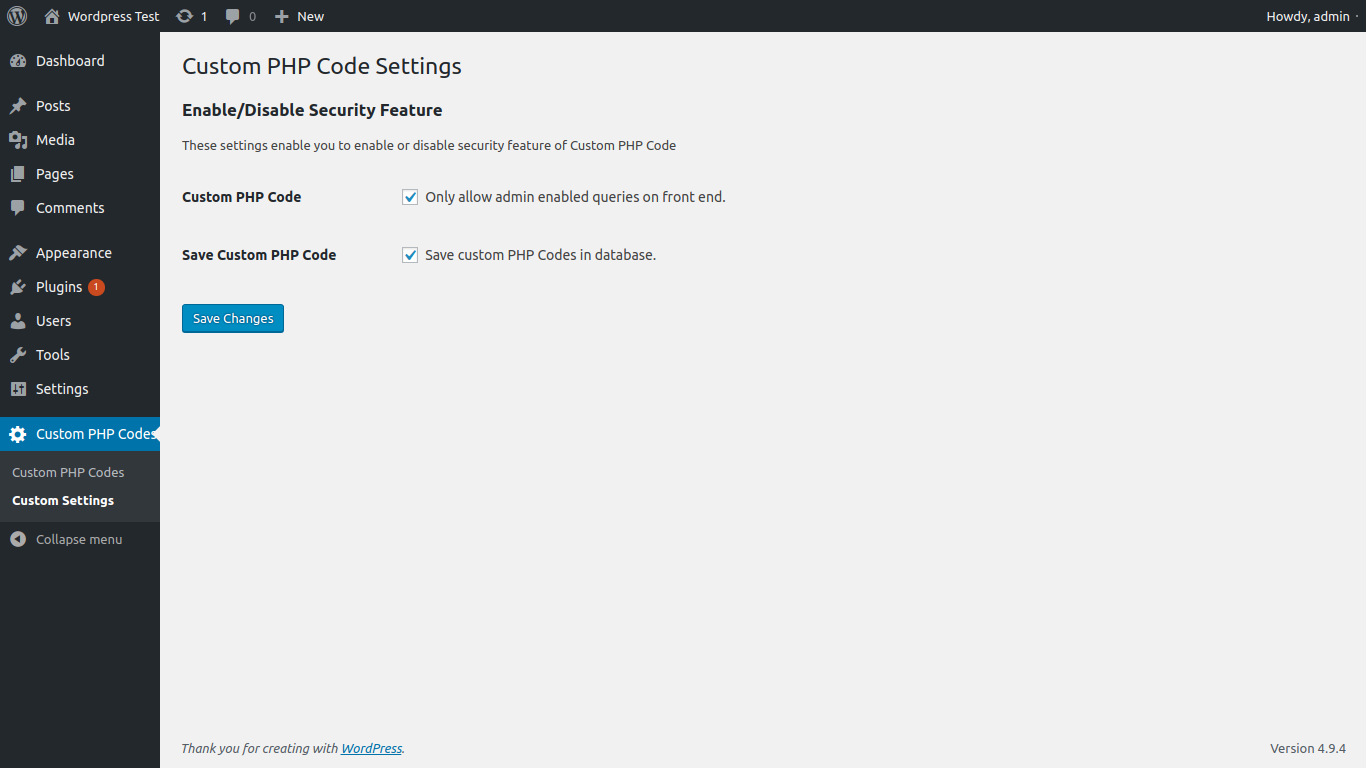 Wordpress Test 1 0 New Howdy, admin
Dashboard
Posts
Media
Pages
Comments
Appearance
Plugins 1
Users
Tools
Settings
Custom PHP Codes
Custom PHP Codes
Custom Settings
Collapse menu
Custom PHP Code Settings
Enable/Disable Security Feature
These settings enable you to enable or disable security feature of Custom PHP Code
Custom PHP Code Only allow admin enabled queries on front end.
Save Custom PHP Code Save custom PHP Codes in database.
Save Changes
Thank you for creating with WordPress. Version 4.9.4